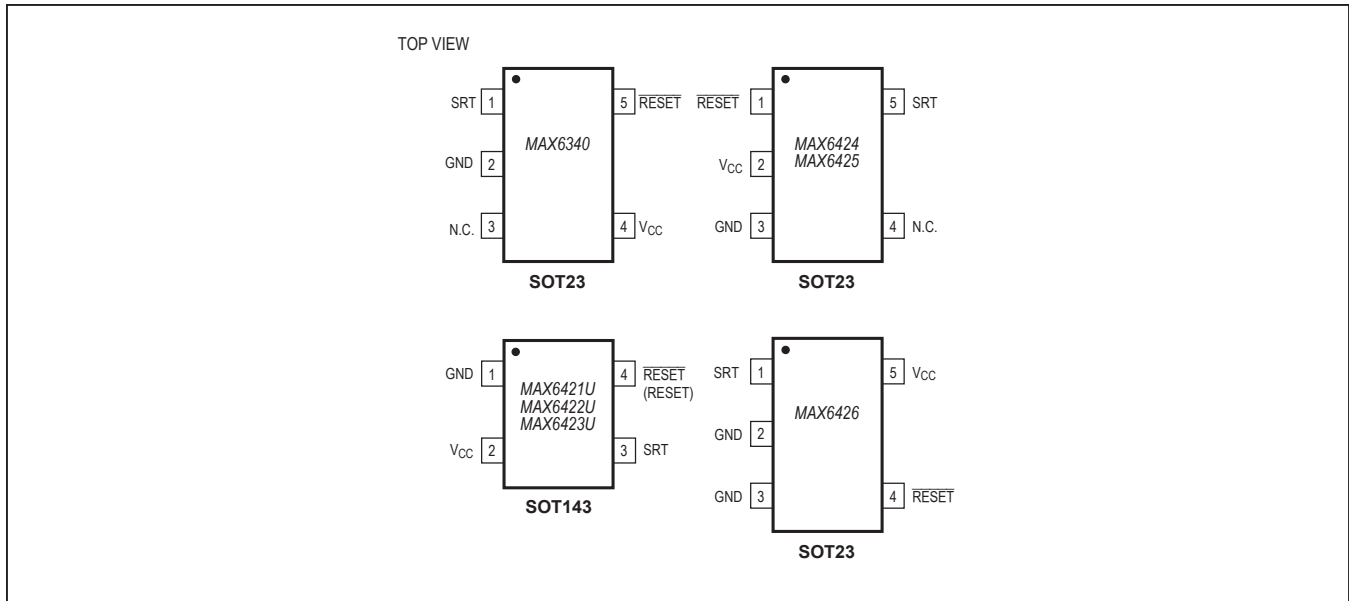 TOP VIEW
SRT 1
GND 2
N.C. 3
MAX6340
5 RESET
4 VCC
SOT23
RESET 1
VCC 2
GND 3
MAX6424
MAX6425
5 SRT
4 N.C.
SOT23
GND 1
VCC 2
MAX6421U
MAX6422U
MAX6423U
4 RESET
(RESET)
3 SRT
SOT143
SRT 1
GND 2
GND 3
MAX6426
5 VCC
4 RESET
SOT23